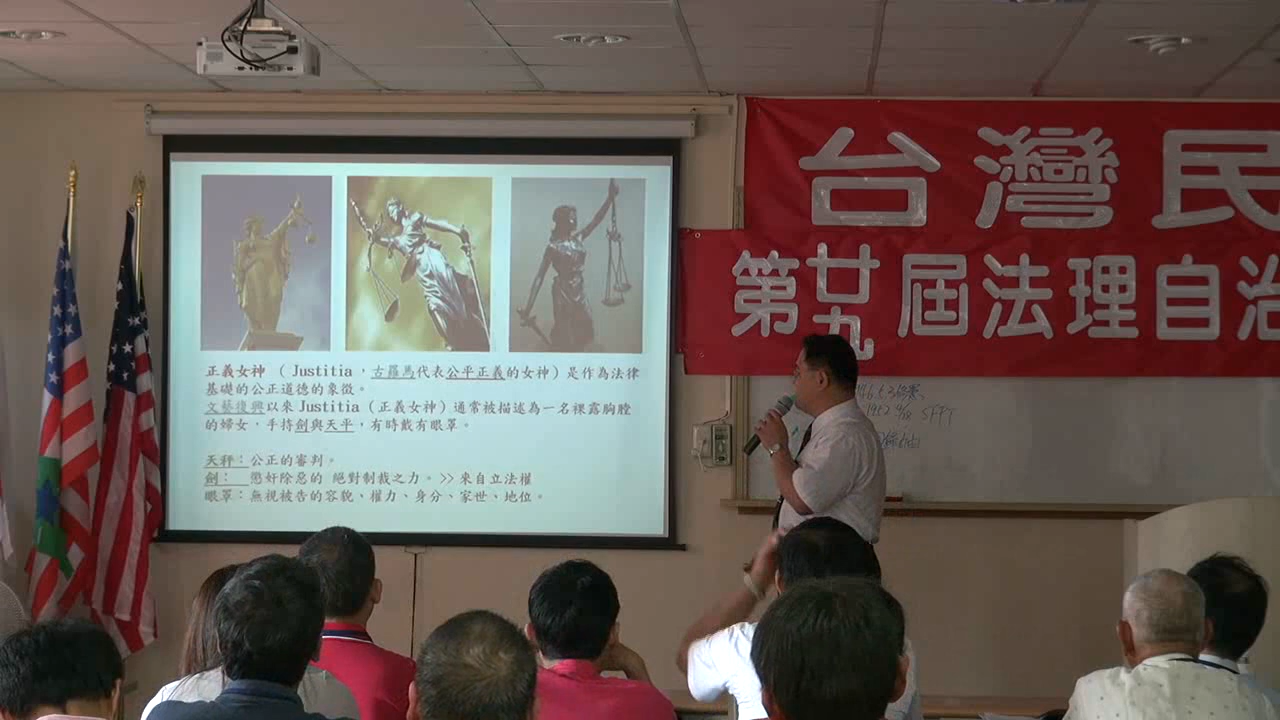 台灣民
第廿九屆法理自治
正義女神 （Justitia，古羅馬代表公平正義的女神）是作為法律
基礎的公正道德的象徵。
文藝復興以來Justitia（正義女神）通常被描述為一名裸露胸膛
的婦女，手持劍與天平，有時戴有眼罩。
天秤：公正的審判。
劍： 懲奸除惡的 絕對制裁之力。>> 來自立法權
眼罩：無視被告的容貌、權力、身分、家世、地位。
1952 SFPT